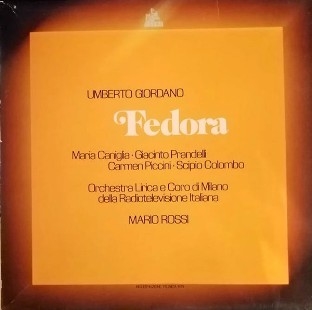 UMBERTO GIORDANO
Fedora
Maria Caniglia · Giacinto Prandelli
Carmen Piccini · Scipio Colombo
Orchestra Lirica e Coro di Milano
della Radiotelevisione Italiana
MARIO ROSSI